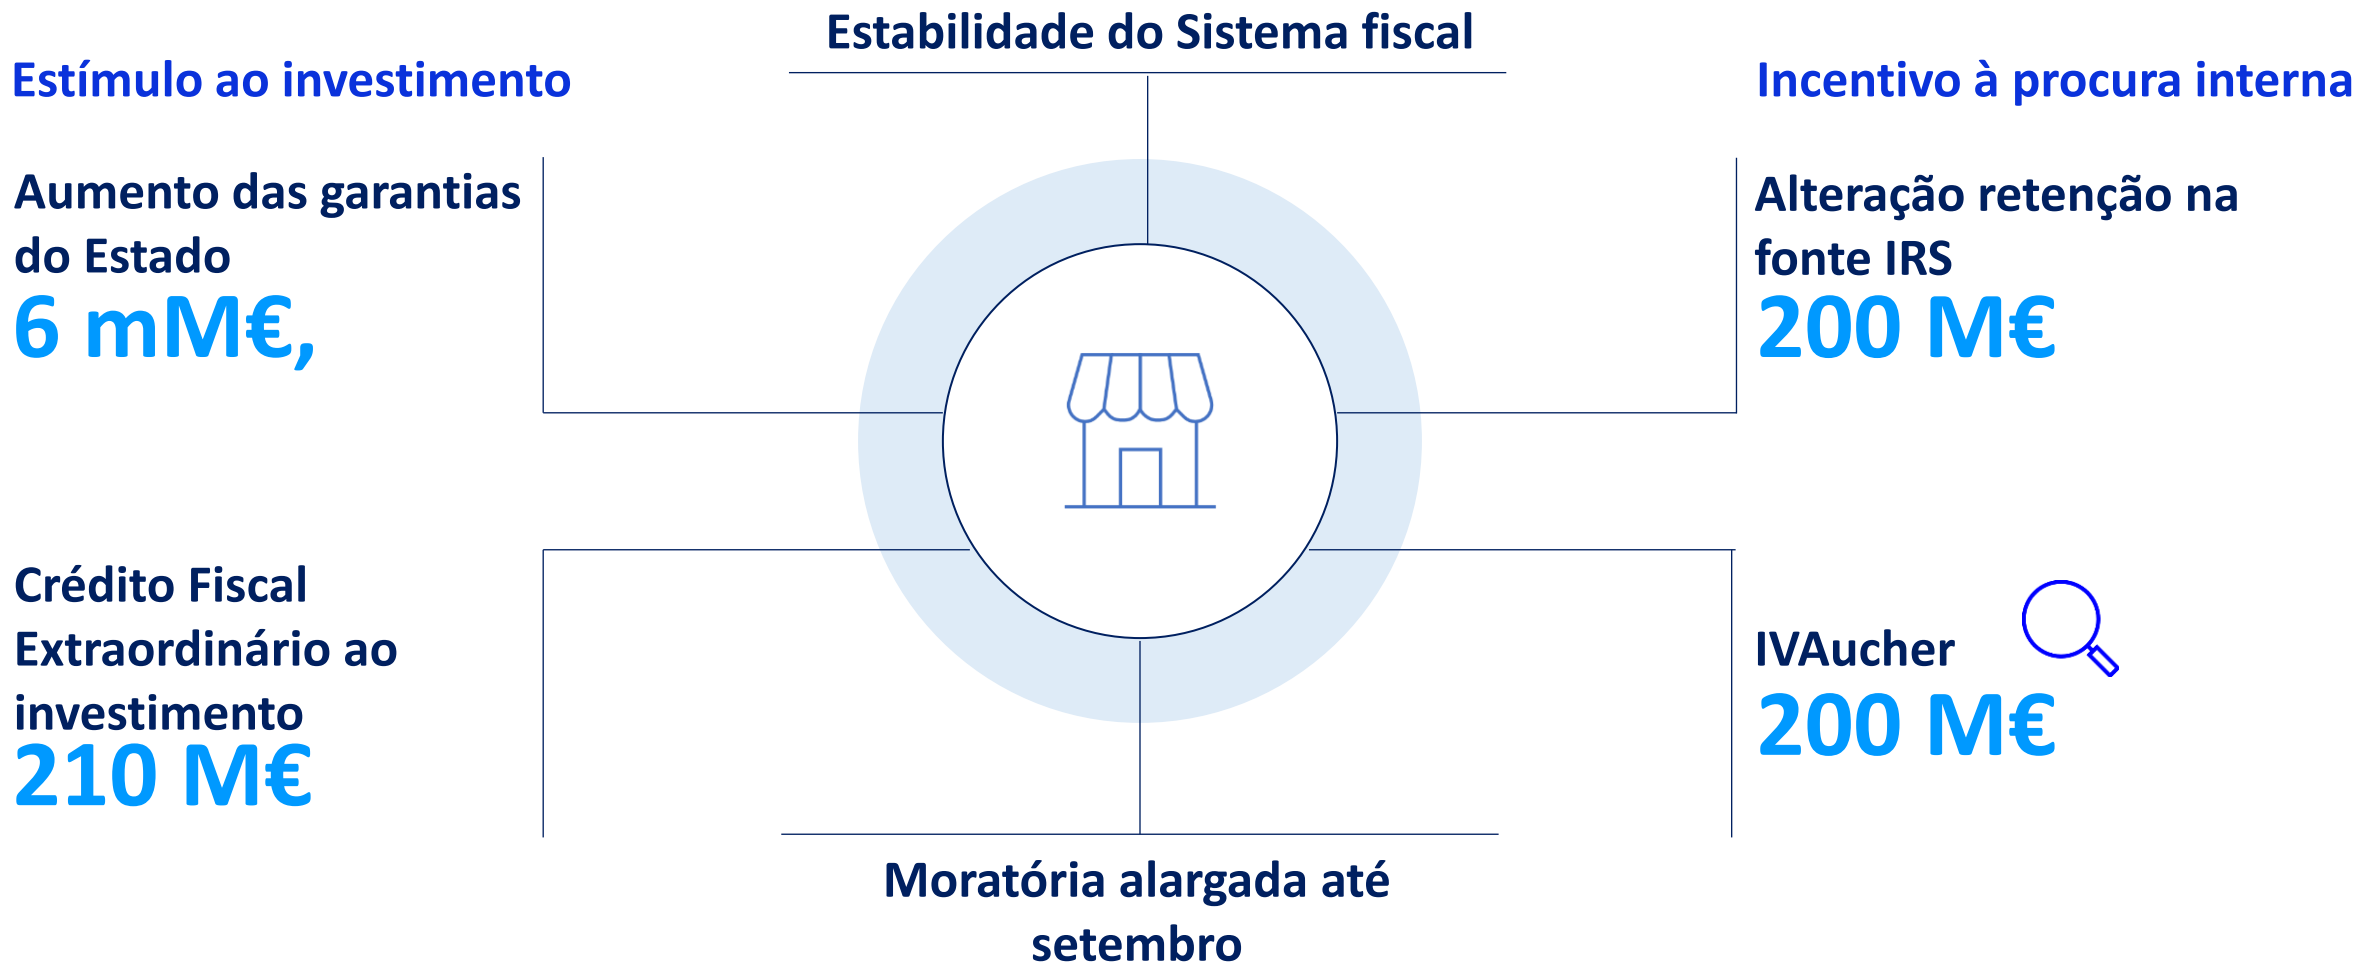 Estabilidade do Sistema fiscal
Estímulo ao investimento
Incentivo à procura interna
Aumento das garantias
do Estado
6 mM€,
Alteração retenção na
fonte IRS
200 M€
Crédito Fiscal
Extraordinário ao
investimento
210 M€
IVAucher
200 M€
Moratória alargada até
setembro